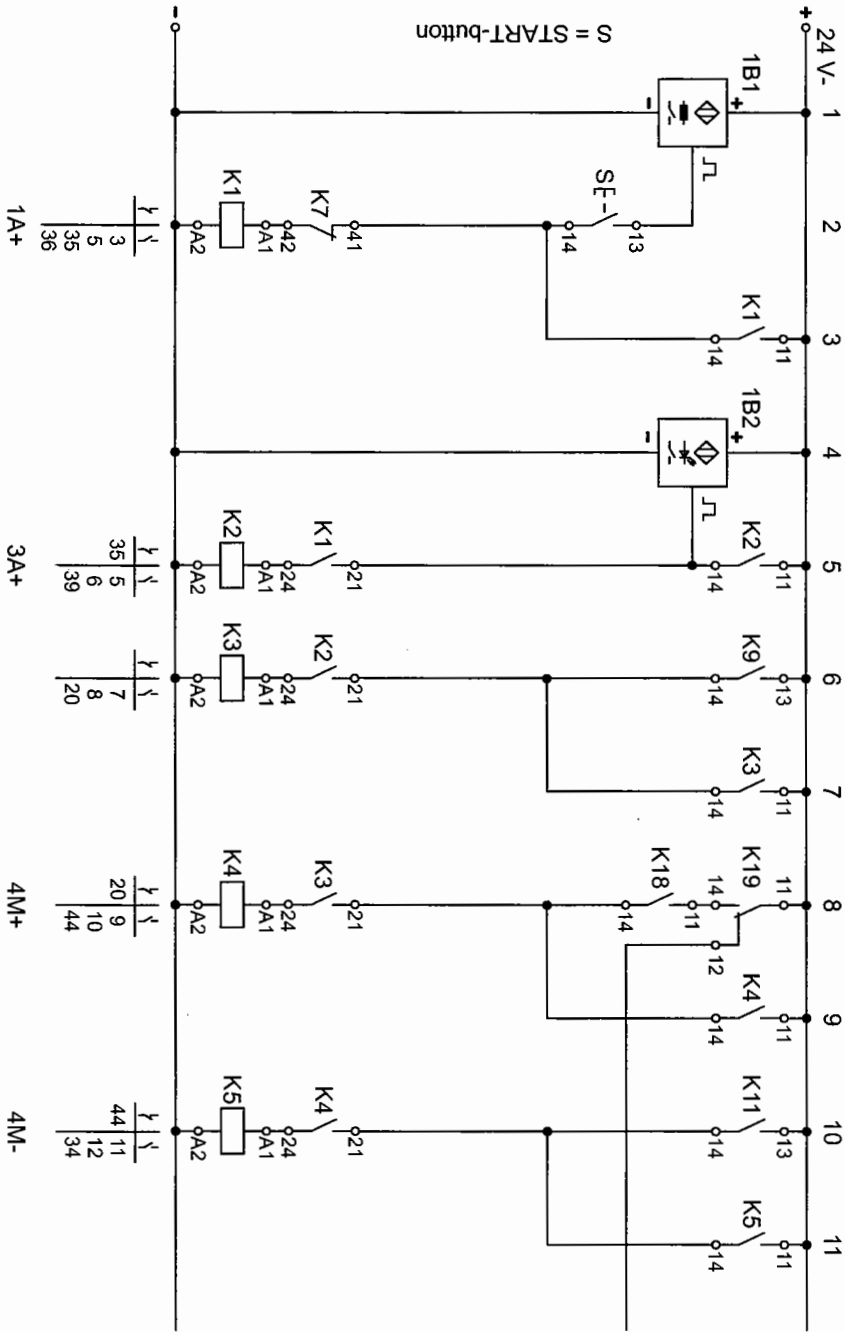 24 V-
+
1
2
3
4
5
6
7
8
9
10
11
1B1
+
-
SE-
13
14
K7
41
42
K1
A1
A2
3
5
35
36
1A+
K1
11
14
1B2
+
-
K2
11
14
K1
21
24
K2
A1
A2
35
5
6
39
3A+
K9
13
14
K2
21
24
K3
A1
A2
7
8
20
K3
11
14
K19
11
14
12
K18
11
14
K3
21
24
K4
A1
A2
20
9
10
44
4M+
K4
11
14
K11
13
14
K4
21
24
K5
A1
A2
44
11
12
34
4M-
K5
11
14
-
S = START-button